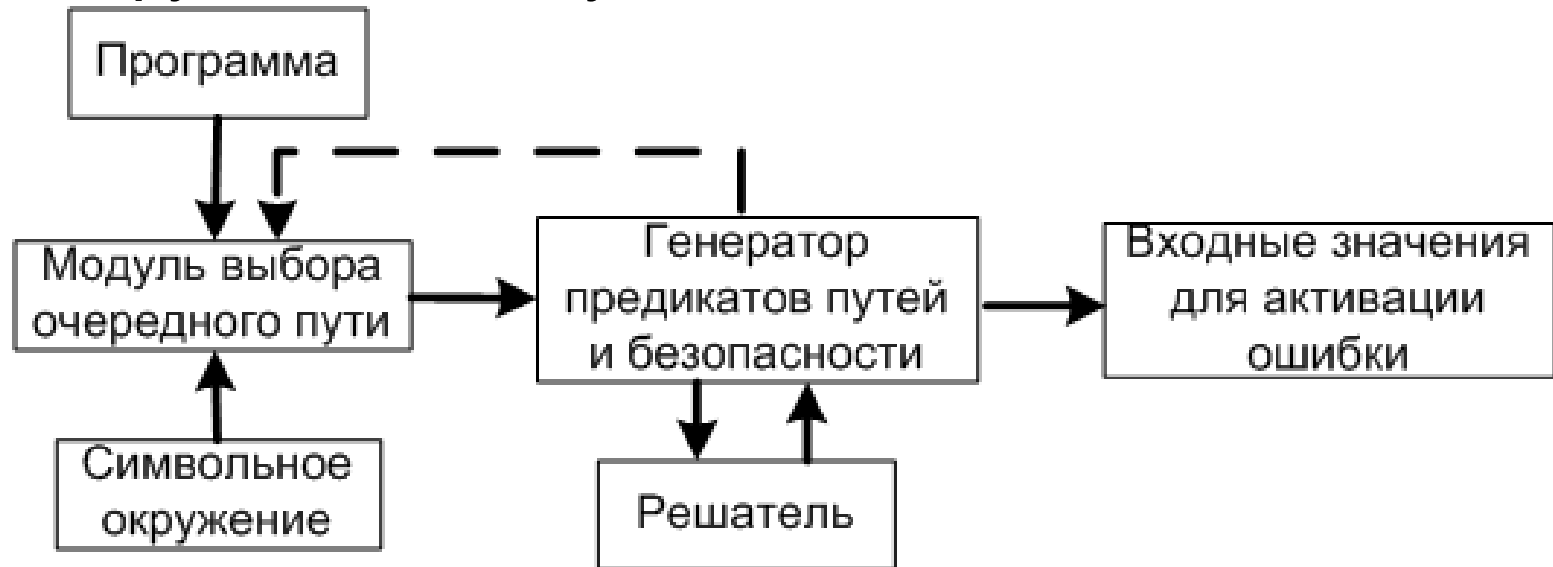 Программа
Модуль выбора
очередного пути
Генератор
предикатов путей
и безопасности
Входные значения
для активации
ошибки
Символьное
окружение
Решатель